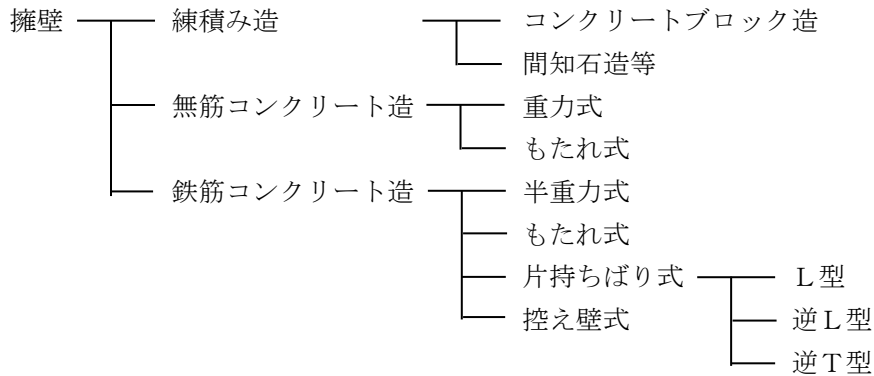 擁壁 練積み造 コンクリートブロック造
間知石造等
無筋コンクリート造 重力式
もたれ式
鉄筋コンクリート造 半重力式
もたれ式
片持ちばり式 L型
控え壁式 逆L型
逆T型